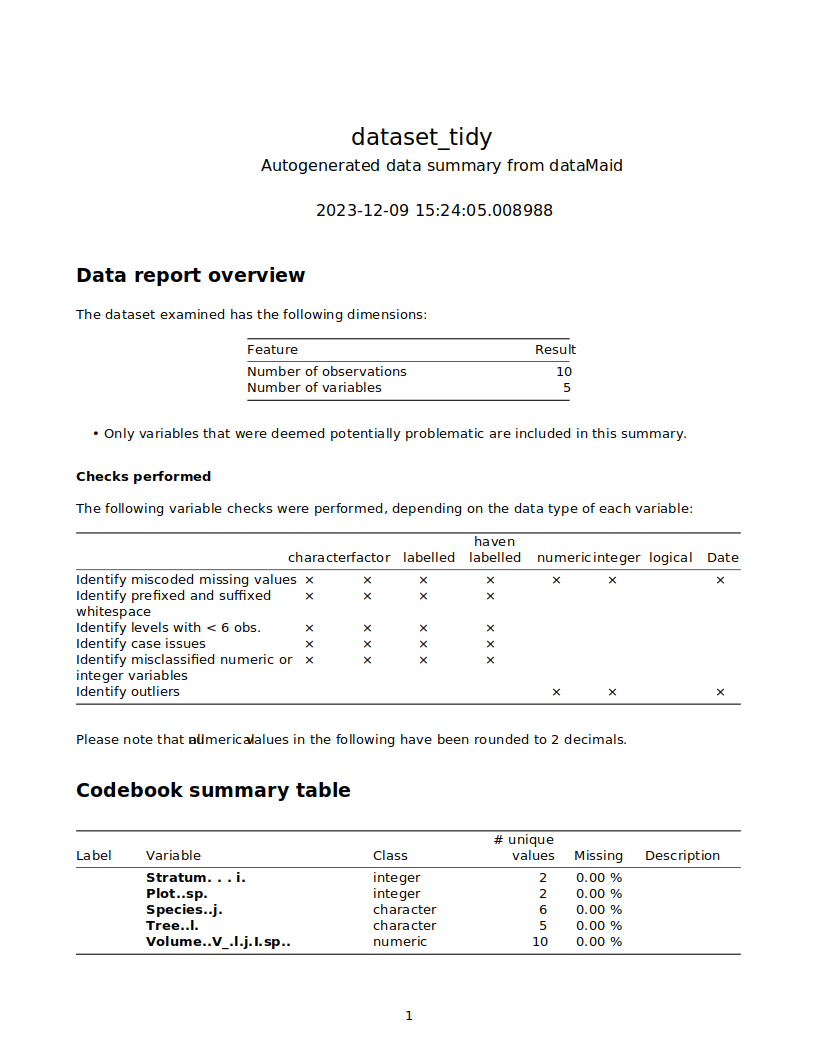 dataset_tidy
Autogenerated data summary from dataMaid
2023-12-09 15:24:05.008988
Data report overview
The dataset examined has the following dimensions:
Feature Result
Number of observations 10
Number of variables 5
• Only variables that were deemed potentially problematic are included in this summary.
Checks performed
The following variable checks were performed, depending on the data type of each variable:
haven
character factor labelled labelled numeric integer logical Date
Identify miscoded missing values × × × × × × ×
Identify prefixed and suffixed × × × ×
whitespace
Identify levels with < 6 obs. × × × ×
Identify case issues × × × ×
Identify misclassified numeric or × × × ×
integer variables
Identify outliers × × ×
Please note that all numerical values in the following have been rounded to 2 decimals.
Codebook summary table
# unique
Label Variable Class values Missing Description
Stratum. . . i. integer 2 0.00 %
Plot..sp. integer 2 0.00 %
Species..j. character 6 0.00 %
Tree..l. character 5 0.00 %
Volume..V_.l.j.I.sp.. numeric 10 0.00 %
1